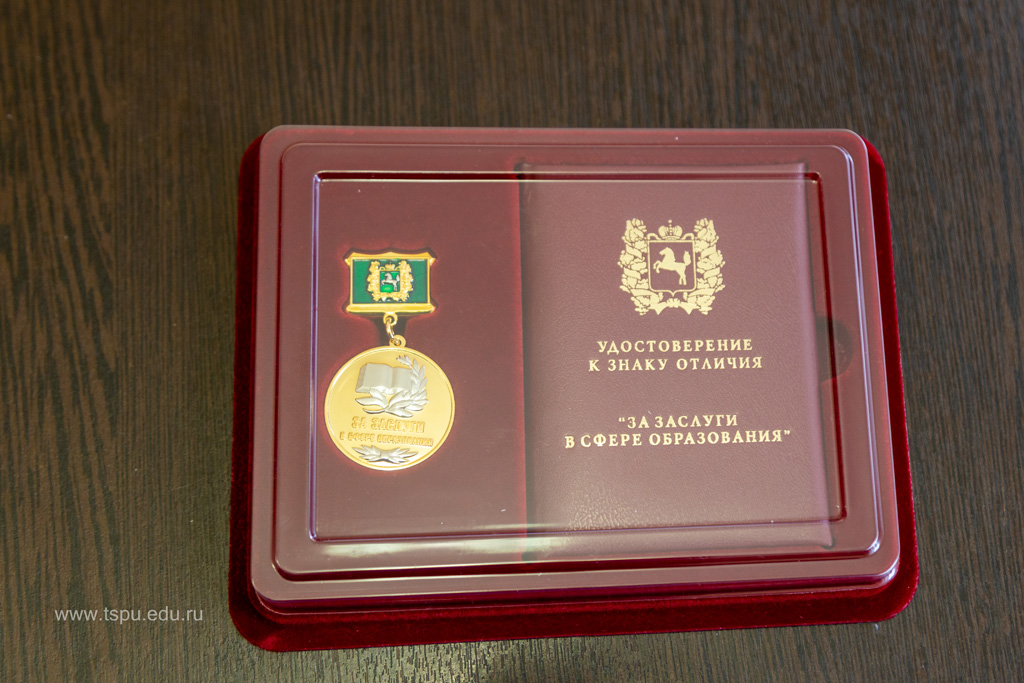 ЗА ЗАСЛУГИ
В СФЕРЕ ОБРАЗОВАНИЯ
УДОСТОВЕРЕНИЕ
К ЗНАКУ ОТЛИЧИЯ
“ЗА ЗАСЛУГИ
В СФЕРЕ ОБРАЗОВАНИЯ”
www.tspu.edu.ru